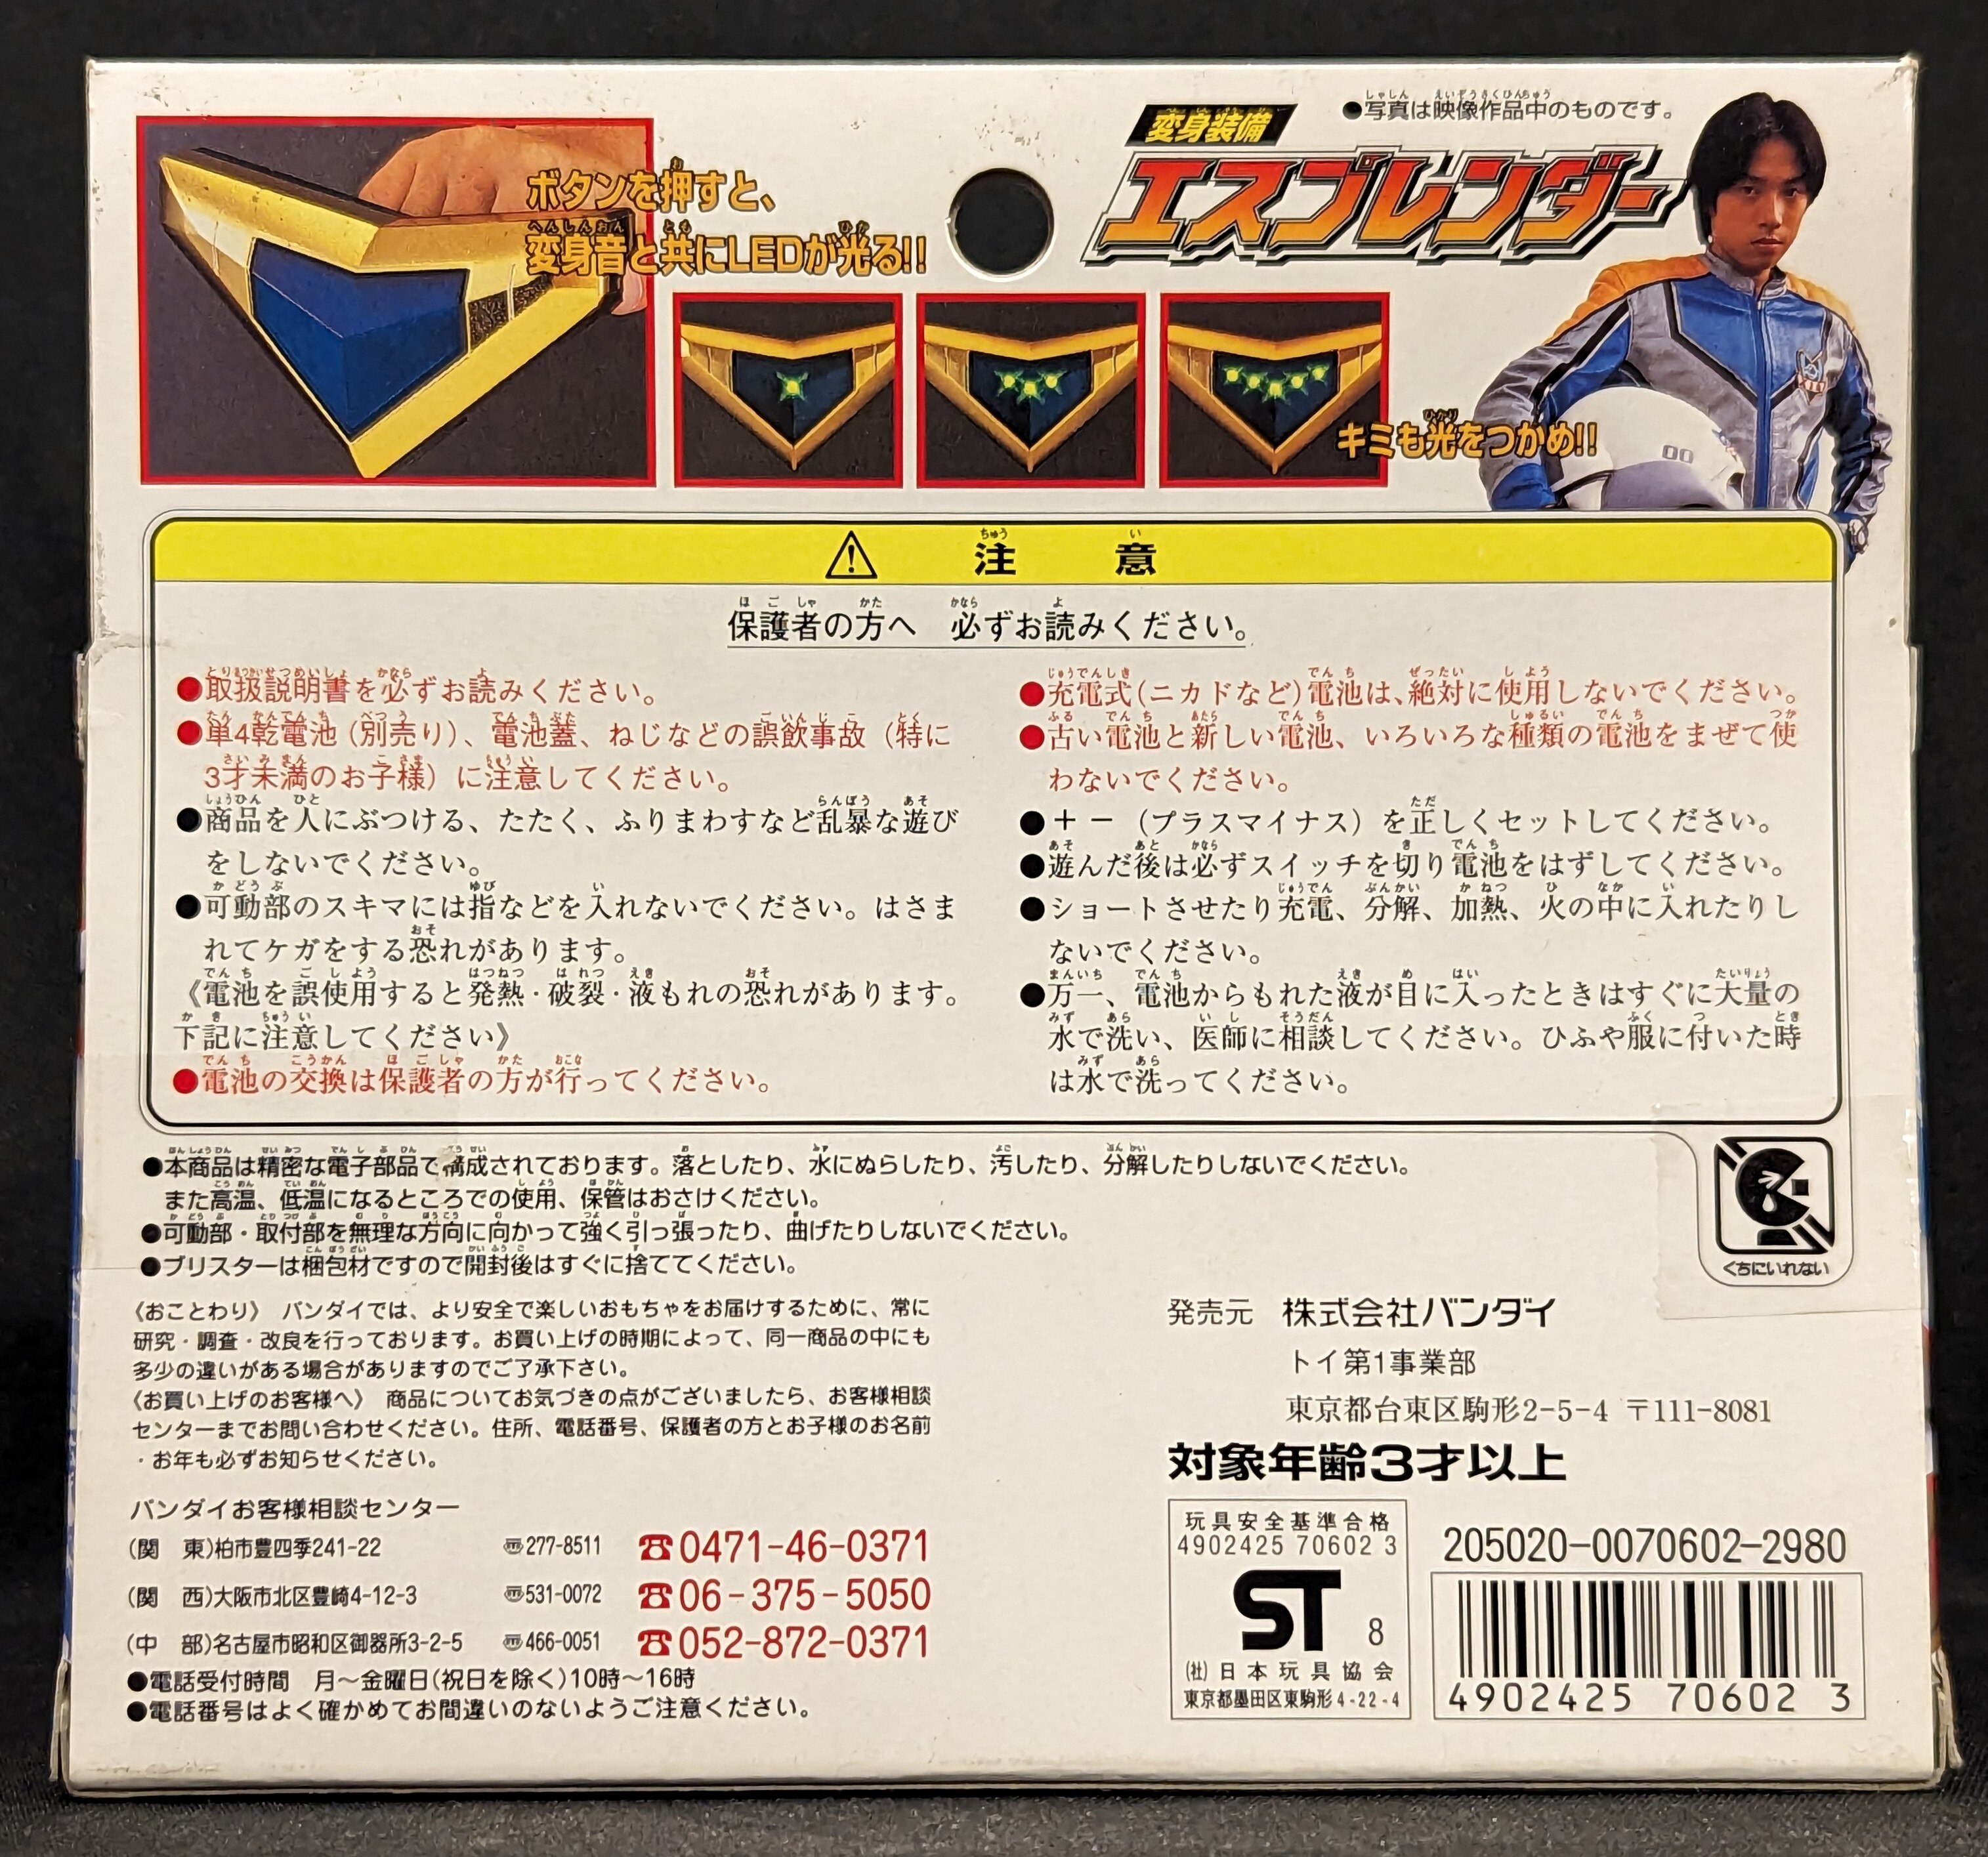 変身装備
エスプレンダー
●写真は映像作品中のものです。
ボタンを押すと、
変身音と共にLEDが光る!!
キミも光をつかめ!!
00
注意
保護者の方へ 必ずお読みください。
●取扱説明書を必ずお読みください。
●単4乾電池(別売り)、電池蓋、ねじなどの誤飲事故(特に
3才未満のお子様)に注意してください。
●商品を人にぶつける、たたく、ふりまわすなど乱暴な遊び
をしないでください。
●可動部のスキマには指などを入れないでください。はさま
れてケガをする恐れがあります。
《電池を誤使用すると発熱・破裂・液もれの恐れがあります。
下記に注意してください》
●電池の交換は保護者の方が行ってください。
●充電式(ニカドなど)電池は、絶対に使用しないでください。
●古い電池と新しい電池、いろいろな種類の電池をまぜて使
わないでください。
●+-(プラスマイナス)を正しくセットしてください。
●遊んだ後は必ずスイッチを切り電池をはずしてください。
●ショートさせたり充電、分解、加熱、火の中に入れたりし
ないでください。
●万一、電池からもれた液が目に入ったときはすぐに大量の
水で洗い、医師に相談してください。ひふや服に付いた時
は水で洗ってください。
●本商品は精密な電子部品で構成されております。落としたり、水にぬらしたり、汚したり、分解したりしないでください。
また高温、低温になるところでの使用、保管はおさけください。
●可動部・取付部を無理な方向に向かって強く引っ張ったり、曲げたりしないでください。
●ブリスターは梱包材ですので開封後はすぐに捨ててください。
くちにいれない
《おことわり》 バンダイでは、より安全で楽しいおもちゃをお届けするために、常に
研究・調査・改良を行っております。お買い上げの時期によって、同一商品の中にも
多少の違いがある場合がありますのでご了承下さい。
《お買い上げのお客様へ》 商品についてお気づきの点がございましたら、お客様相談
センターまでお問い合わせください。住所、電話番号、保護者の方とお子様のお名前
・お年も必ずお知らせください。
バンダイお客様相談センター
(関 東)柏市豊四季241-22 〠277-8511 ☎0471-46-0371
(関 西)大阪市北区豊崎4-12-3 〠531-0072 ☎06-375-5050
(中 部)名古屋市昭和区御器所3-2-5 〠466-0051 ☎052-872-0371
●電話受付時間 月～金曜日(祝日を除く)10時～16時
●電話番号はよく確かめてお間違いのないようご注意ください。
発売元 株式会社バンダイ
トイ第1事業部
東京都台東区駒形2-5-4 〒111-8081
対象年齢3才以上
玩具安全基準合格
4902425 70602 3
ST 8
(社)日本玩具協会
東京都墨田区東駒形4-22-4
205020-0070602-2980
4902425 70602 3